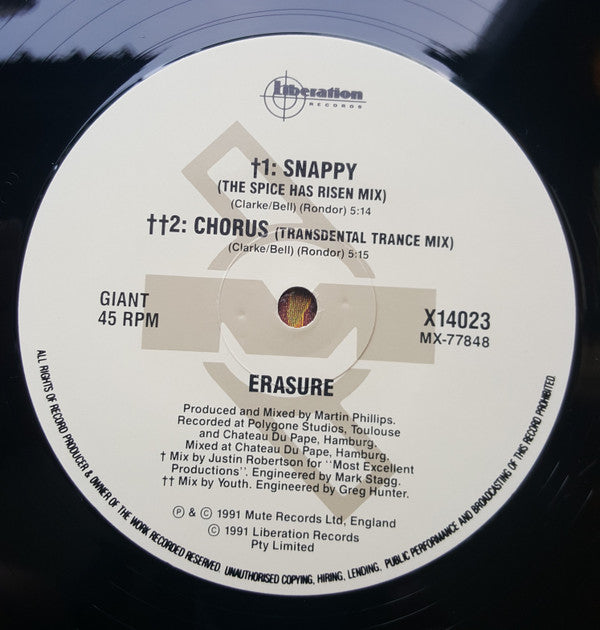 Liberation
RECORDS
†1: SNAPPY
(THE SPICE HAS RISEN MIX)
(Clarke/Bell) (Rondor) 5:14
††2: CHORUS (TRANSDENTAL TRANCE MIX)
(Clarke/Bell) (Rondor) 5:15
GIANT
45 RPM
X14023
MX-77848
ERASURE
Produced and Mixed by Martin Phillips.
Recorded at Polygone Studios, Toulouse
and Chateau Du Pape, Hamburg.
Mixed at Chateau Du Pape, Hamburg.
† Mix by Justin Robertson for "Most Excellent
Productions". Engineered by Mark Stagg.
†† Mix by Youth. Engineered by Greg Hunter.
Ⓟ & © 1991 Mute Records Ltd, England
© 1991 Liberation Records
Pty Limited
ALL RIGHTS OF RECORD PRODUCER & OWNER OF THE WORK RECORDED RESERVED. UNAUTHORISED COPYING, HIRING, LENDING, PUBLIC PERFORMANCE AND BROADCASTING OF THIS RECORD PROHIBITED.